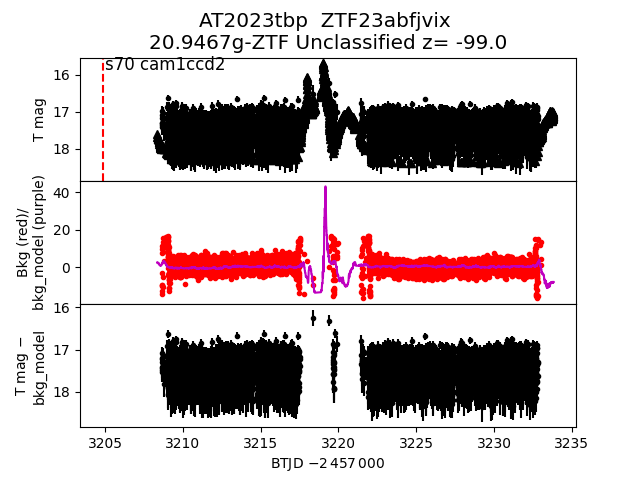 AT2023tbp  ZTF23abfjvix
20.9467g-ZTF Unclassified z= -99.0
s70 cam1ccd2
T mag
16
17
18
Bkg (red)/
bkg_model (purple)
40
20
0
T mag −
bkg_model
16
17
18
3205 3210 3215 3220 3225 3230 3235
BTJD −2 457 000